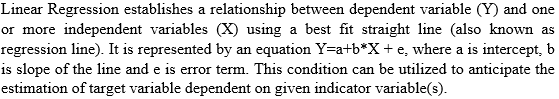 Linear Regression establishes a relationship between dependent variable (Y) and one
or more independent variables (X) using a best fit straight line (also known as
regression line). It is represented by an equation Y=a+b*X + e, where a is intercept, b
is slope of the line and e is error term. This condition can be utilized to anticipate the
estimation of target variable dependent on given indicator variable(s).